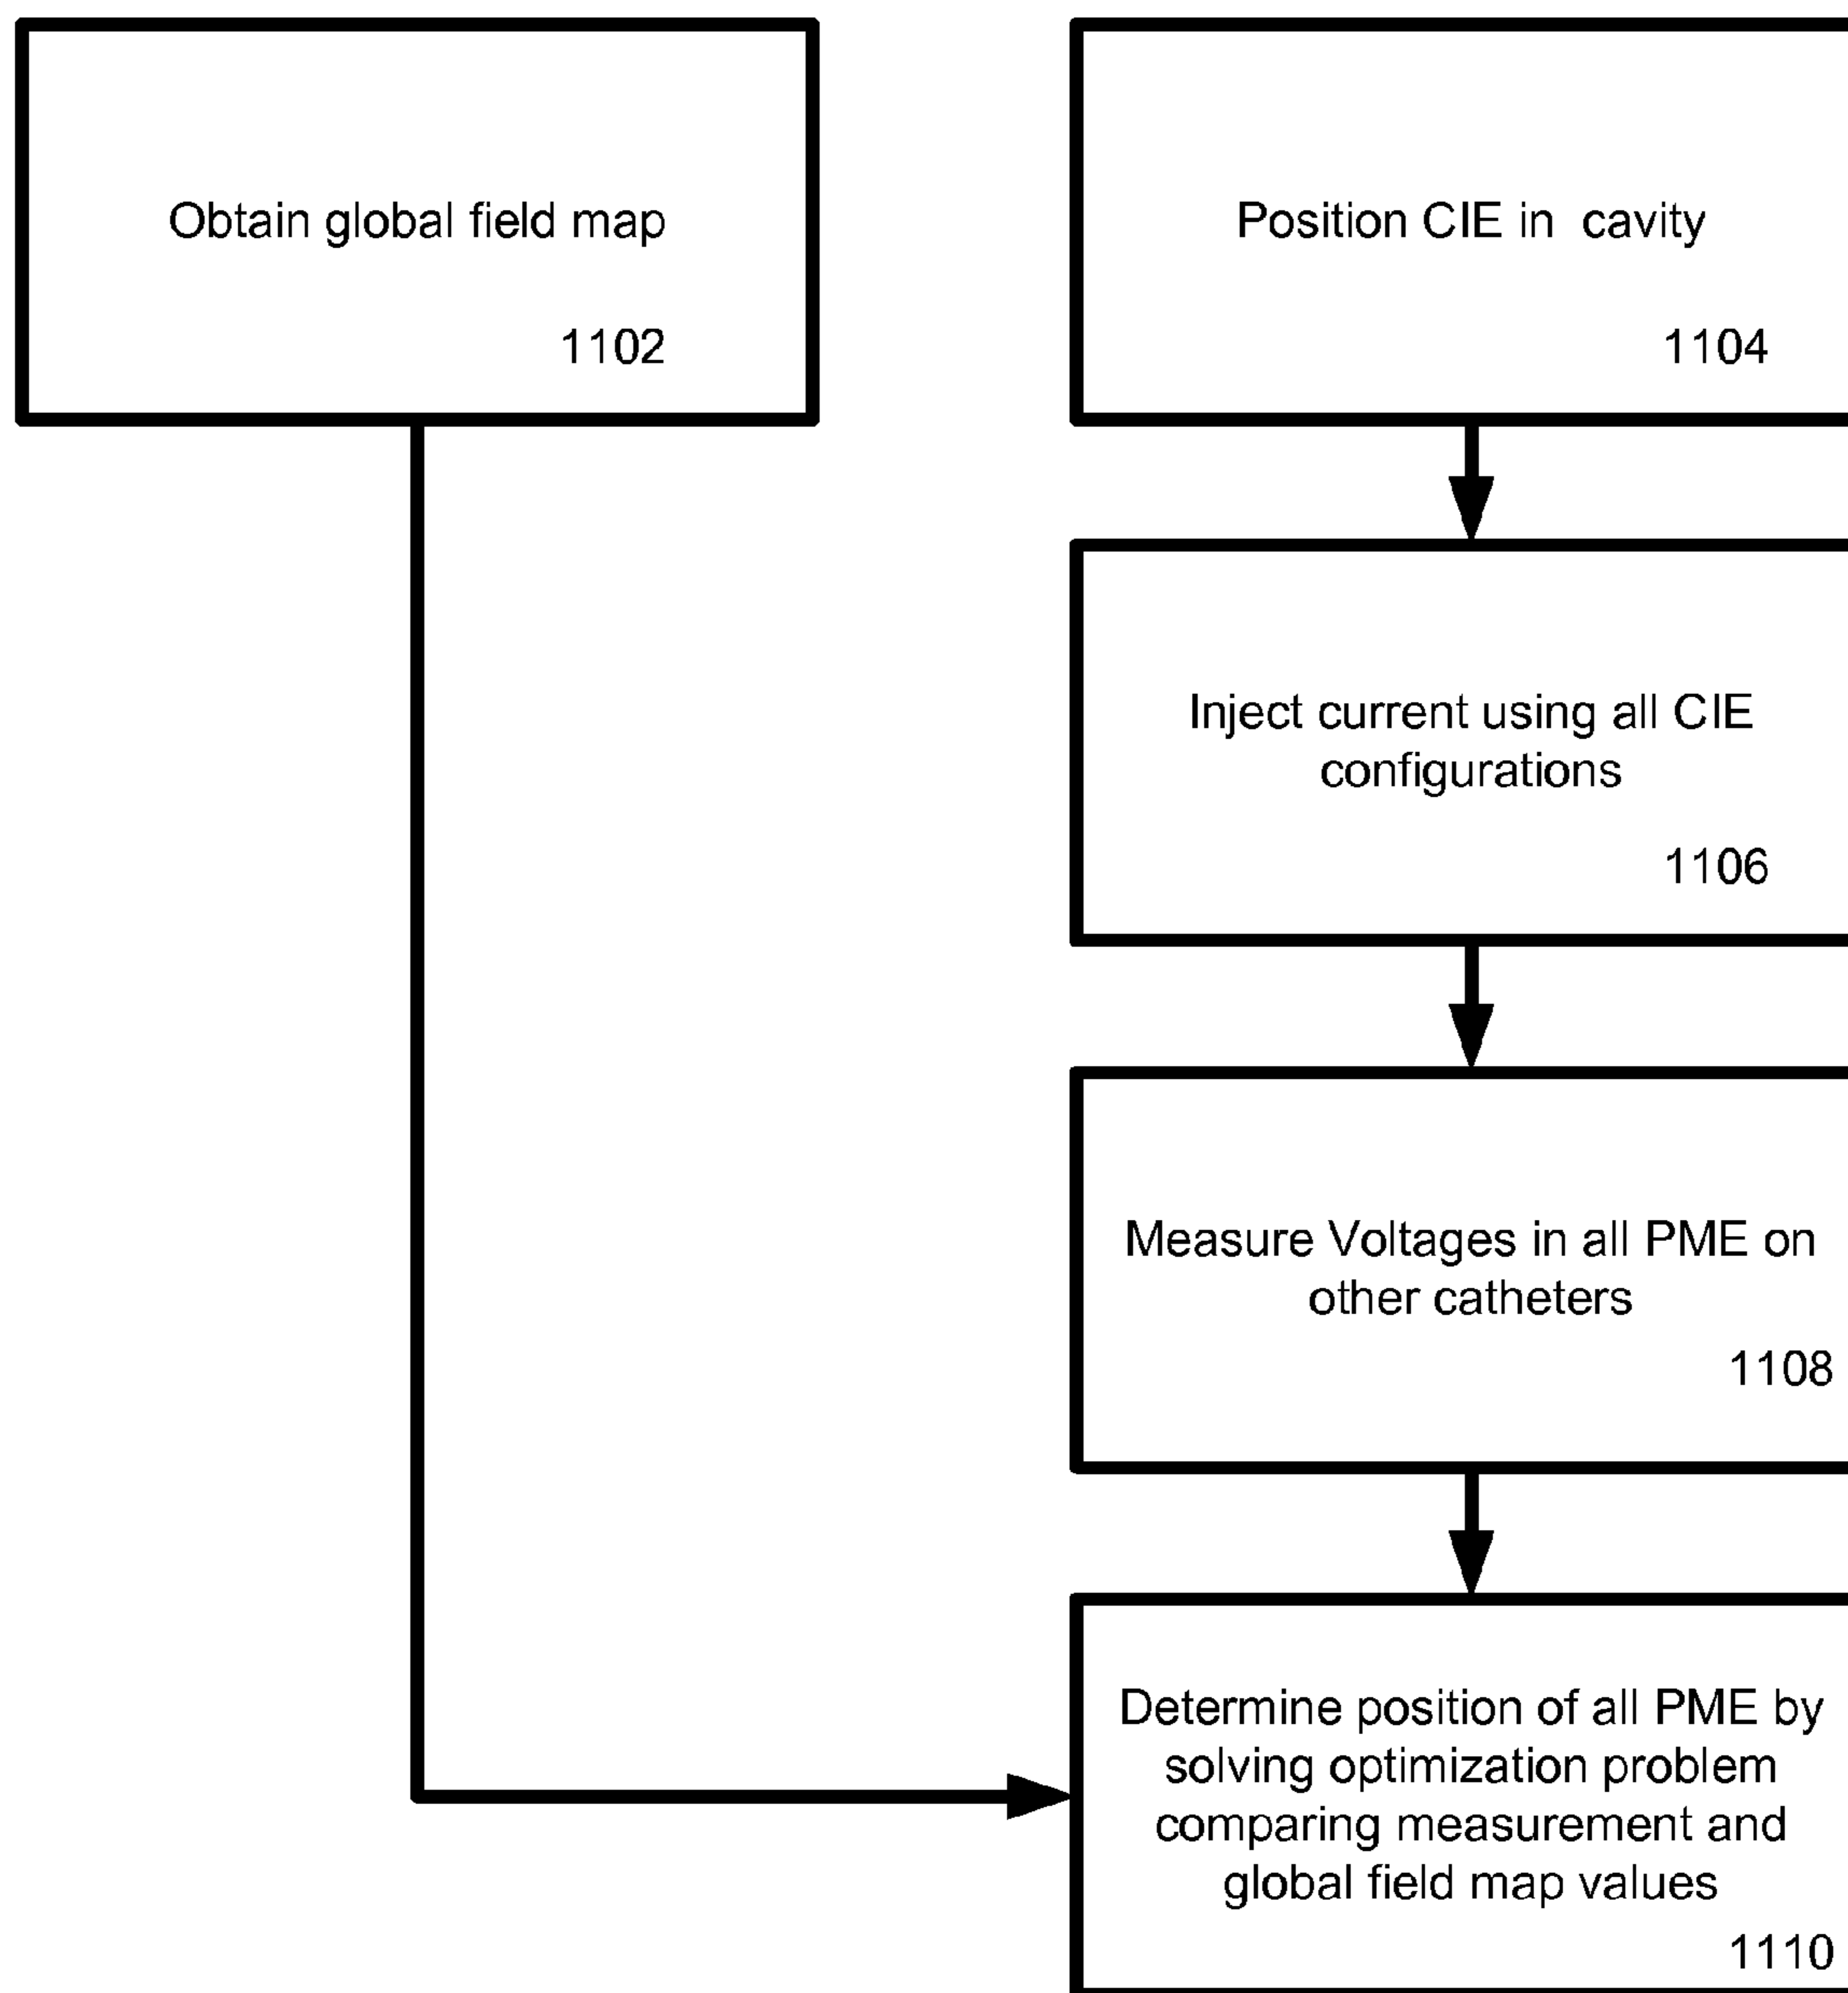 Obtain global field map
1102
Position CIE in cavity
1104
Inject current using all CIE
configurations
1106
Measure Voltages in all PME on
other catheters
1108
Determine position of all PME by
solving optimization problem
comparing measurement and
global field map values
1110